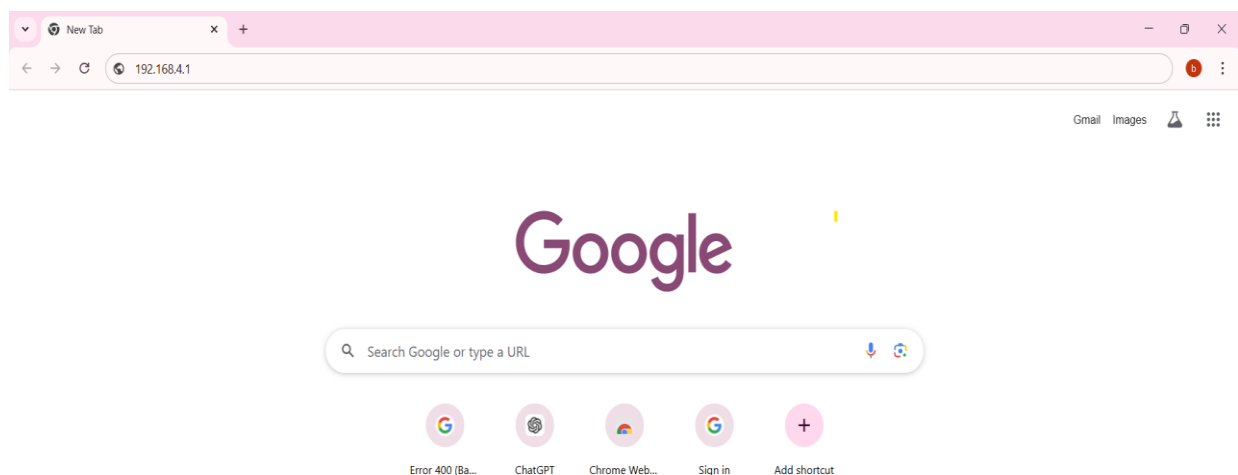 New Tab
192.168.4.1
b
Gmail Images
Google
Search Google or type a URL
Error 400 (Ba... ChatGPT Chrome Web... Sign in Add shortcut